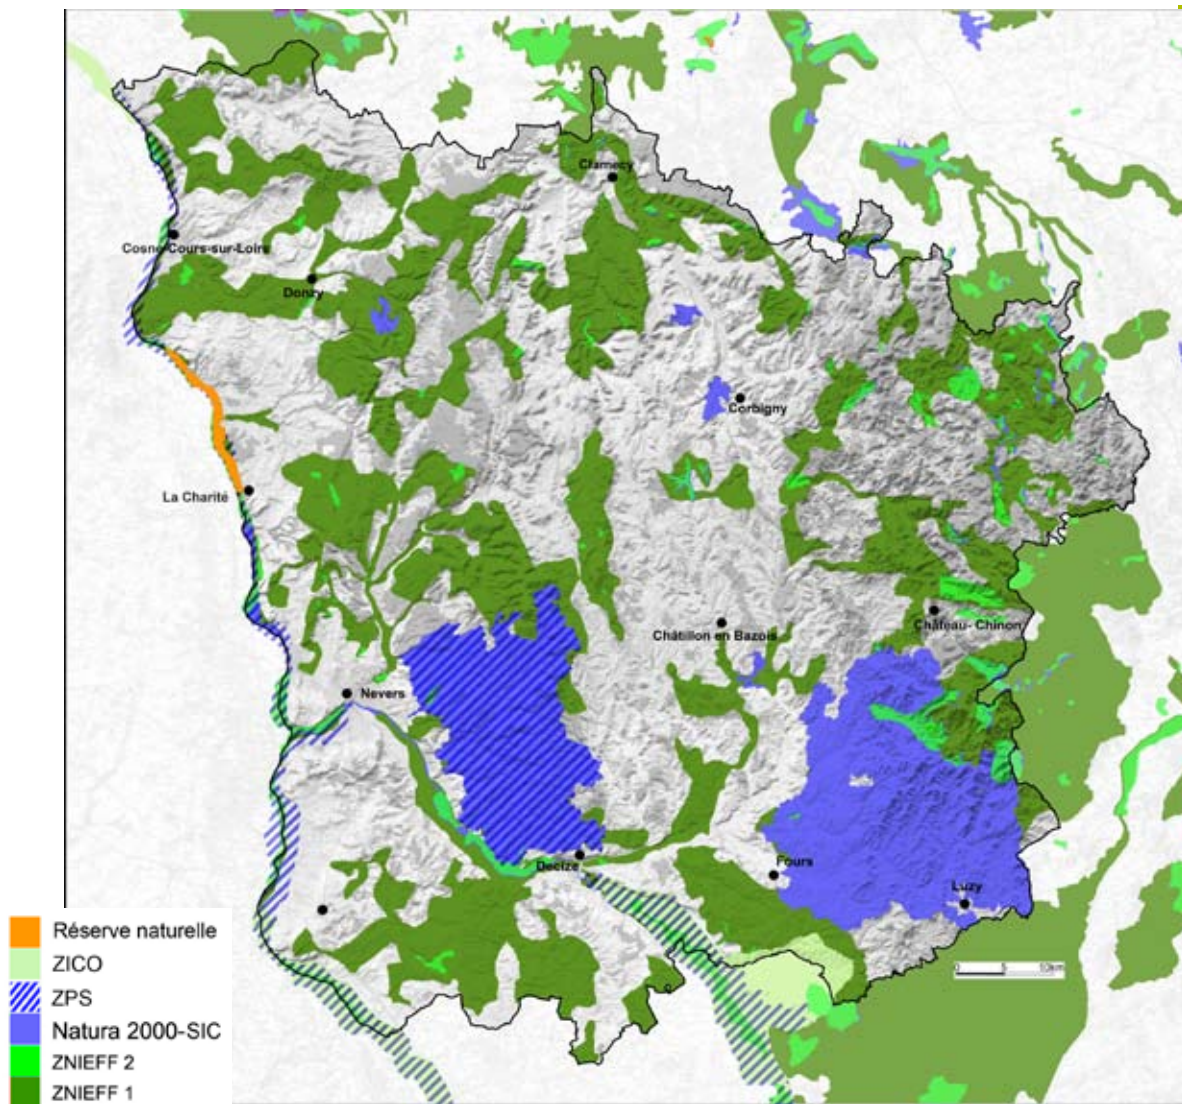 Clamecy
Cosne-Cours-sur-Loire
Donzy
Corbigny
La Charité
Châtillon en Bazois
Château- Chinon
Nevers
Decize
Fours
Luzy
0 5 10km
Réserve naturelle
ZICO
ZPS
Natura 2000-SIC
ZNIEFF 2
ZNIEFF 1